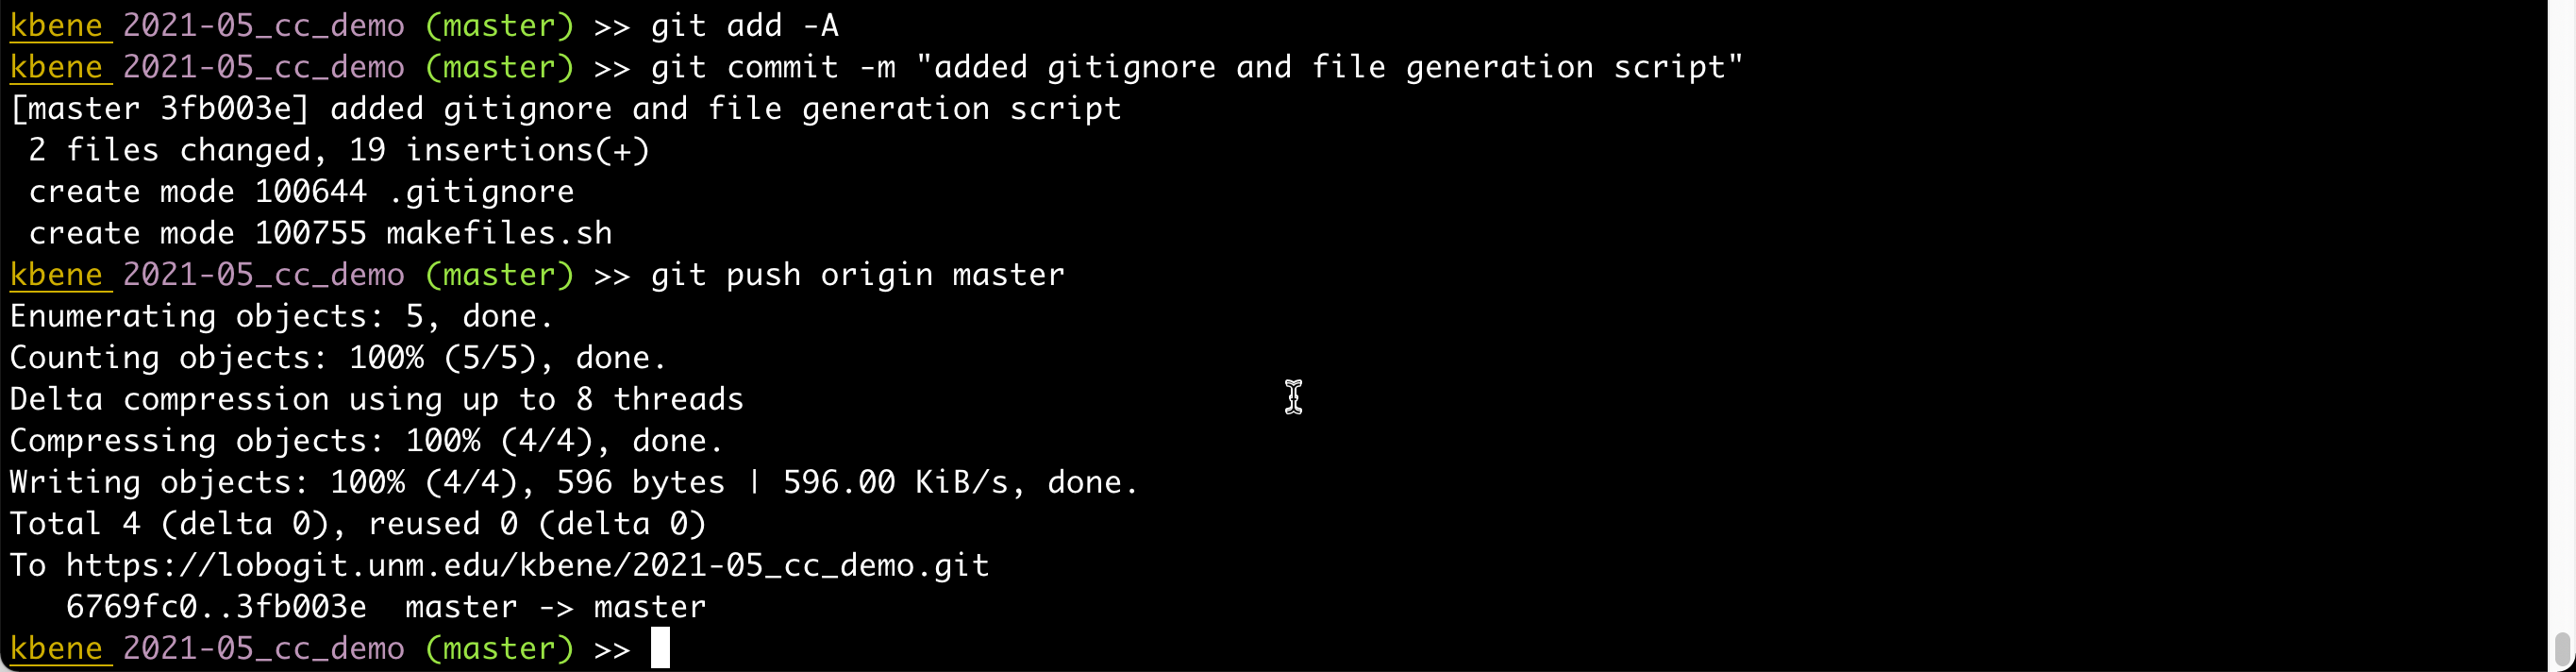 kbene 2021-05_cc_demo (master) >> git add -A
kbene 2021-05_cc_demo (master) >> git commit -m "added gitignore and file generation script"
[master 3fb003e] added gitignore and file generation script
 2 files changed, 19 insertions(+)
 create mode 100644 .gitignore
 create mode 100755 makefiles.sh
kbene 2021-05_cc_demo (master) >> git push origin master
Enumerating objects: 5, done.
Counting objects: 100% (5/5), done.
Delta compression using up to 8 threads
Compressing objects: 100% (4/4), done.
Writing objects: 100% (4/4), 596 bytes | 596.00 KiB/s, done.
Total 4 (delta 0), reused 0 (delta 0)
To https://lobogit.unm.edu/kbene/2021-05_cc_demo.git
   6769fc0..3fb003e  master -> master
kbene 2021-05_cc_demo (master) >>